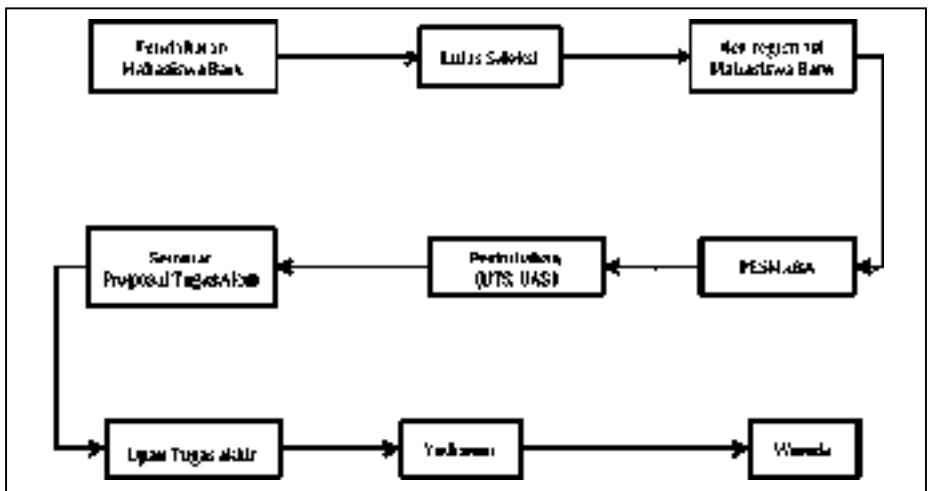 Pendaftaran
Mahasiswa Baru
Lulus Seleksi
Mahasiswa Baru
PESMABA
Seminar
Proposal Tugas Akhir
Perkuliahan
(UTS, UAS)
Ujian Tugas akhir
Yudisium
Wisuda